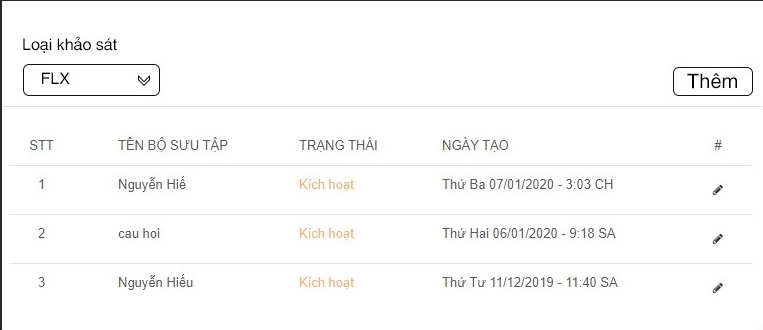 Loại khảo sát
FLX
Thêm
STT TÊN BỘ SƯU TẬP TRẠNG THÁI NGÀY TẠO #
1 Nguyễn Hiế Kích hoạt Thứ Ba 07/01/2020 - 3:03 CH
2 cau hoi Kích hoạt Thứ Hai 06/01/2020 - 9:18 SA
3 Nguyễn Hiếu Kích hoạt Thứ Tư 11/12/2019 - 11:40 SA